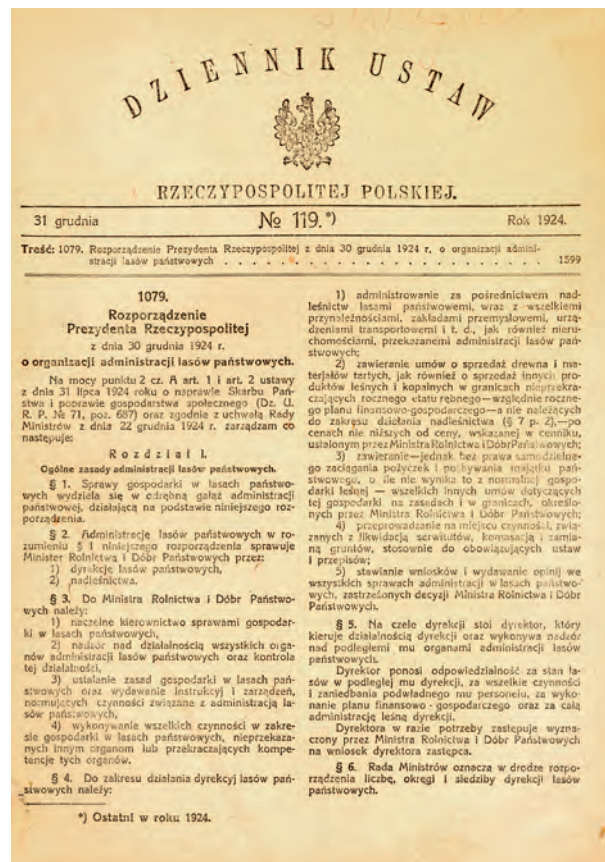 DZIENNIK USTAW
RZECZYPOSPOLITEJ POLSKIEJ.
31 grudnia
№ 119.*)
Rok 1924.
Treść: 1079. Rozporządzenie Prezydenta Rzeczypospolitej z dnia 30 grudnia 1924 r. o organizacji admini-
stracji lasów państwowych . . . . . . . . . . . . . . . . . . . . . . 1599
1079.
Rozporządzenie
Prezydenta Rzeczypospolitej
z dnia 30 grudnia 1924 r.
o organizacji administracji lasów państwowych.
Na mocy punktu 2 cz. A art. 1 i art. 2 ustawy
z dnia 31 lipca 1924 roku o naprawie Skarbu Pań-
stwa i poprawie gospodarstwa społecznego (Dz. U.
R. P. № 71, poz. 687) oraz zgodnie z uchwałą Rady
Ministrów z dnia 22 grudnia 1924 r. zarządzam co
następuje:
Rozdział I.
Ogólne zasady administracji lasów państwowych.
§ 1. Sprawy gospodarki w lasach państwo-
wych wydziela się w odrębną gałąź administracji
państwowej, działającą na podstawie niniejszego roz-
porządzenia.
§ 2. Administrację lasów państwowych w ro-
zumieniu § 1 niniejszego rozporządzenia sprawuje
Minister Rolnictwa i Dóbr Państwowych przez:
1) dyrekcje lasów państwowych,
2) nadleśnictwa.
§ 3. Do Ministra Rolnictwa i Dóbr Państwo-
wych należy:
1) naczelne kierownictwo sprawami gospodar-
ki w lasach państwowych,
2) nadzór nad działalnością wszystkich orga-
nów administracji lasów państwowych oraz kontrola
tej działalności,
3) ustalanie zasad gospodarki w lasach pań-
stwowych oraz wydawanie instrukcyj i zarządzeń,
normujących czynności związane z administracją la-
sów państwowych,
4) wykonywanie wszelkich czynności w zakre-
sie gospodarki w lasach państwowych, nieprzekaza-
nych innym organom lub przekraczających kompe-
tencje tych organów.
§ 4. Do zakresu działania dyrekcyj lasów pań-
stwowych należy:
*) Ostatni w roku 1924.
1) administrowanie za pośrednictwem nad-
leśnictw lasami państwowemi, wraz z wszelkiemi
przynależnościami, zakładami przemysłowemi, urzą-
dzeniami transportowemi i t. d., jak również nieru-
chomościami, przekazanemi administracji lasów pań-
stwowych;
2) zawieranie umów o sprzedaż drewna i ma-
terjałów tartych, jak również o sprzedaż innych pro-
duktów leśnych i kopalnych w granicach nieprzekra-
czających rocznego etatu rębnego—względnie roczne-
go planu finansowo-gospodarczego—a nie należących
do zakresu działania nadleśnictwa (§ 7 p. 2),—po
cenach nie niższych od ceny, wskazanej w cenniku,
ustalonym przez Ministra Rolnictwa i Dóbr Państwowych;
3) zawieranie—jednak bez prawa samodzielne-
go zaciągania pożyczek i pozbywania majątku pań-
stwowego, o ile nie wynika to z normalnej gospo-
darki leśnej — wszelkich innych umów dotyczących
tej gospodarki na zasadach i w granicach, określo-
nych przez Ministra Rolnictwa i Dóbr Państwowych;
4) przeprowadzanie na miejscu czynności, zwią-
zanych z likwidacją serwitutów, komasacją i zamia-
ną gruntów, stosownie do obowiązujących ustaw
i przepisów;
5) stawianie wniosków i wydawanie opinij we
wszystkich sprawach administracji w lasach państwo-
wych, zastrzeżonych decyzji Ministra Rolnictwa i Dóbr
Państwowych.
§ 5. Na czele dyrekcji stoi dyrektor, który
kieruje działalnością dyrekcji oraz wykonywa nadzór
nad podległemi mu organami administracji lasów
państwowych.
Dyrektor ponosi odpowiedzialność za stan la-
sów w podległej mu dyrekcji, za wszelkie czynności
i zaniedbania podwładnego mu personelu, za wyko-
nanie planu finansowo-gospodarczego oraz za całą
administrację leśną dyrekcji.
Dyrektora w razie potrzeby zastępuje wyzna-
czony przez Ministra Rolnictwa i Dóbr Państwowych
na wniosek dyrektora zastępca.
§ 6. Rada Ministrów oznacza w drodze rozpo-
rządzenia liczbę, okręgi i siedziby dyrekcji lasów
państwowych.